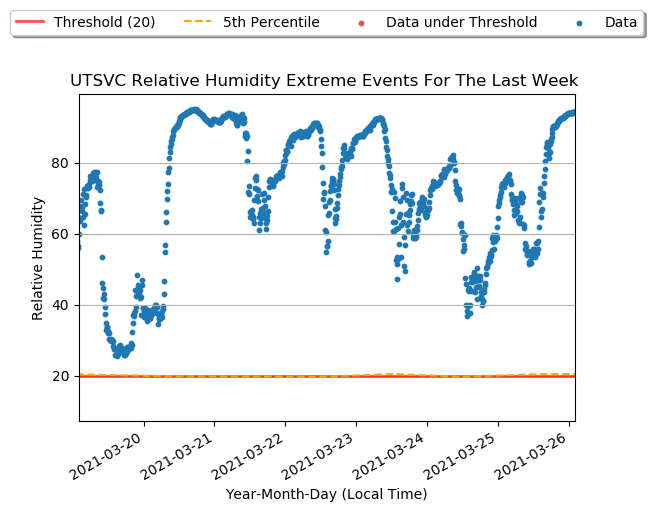 Threshold (20) 5th Percentile Data under Threshold Data
UTSVC Relative Humidity Extreme Events For The Last Week
Relative Humidity
80
60
40
20
2021-03-20 2021-03-21 2021-03-22 2021-03-23 2021-03-24 2021-03-25 2021-03-26
Year-Month-Day (Local Time)